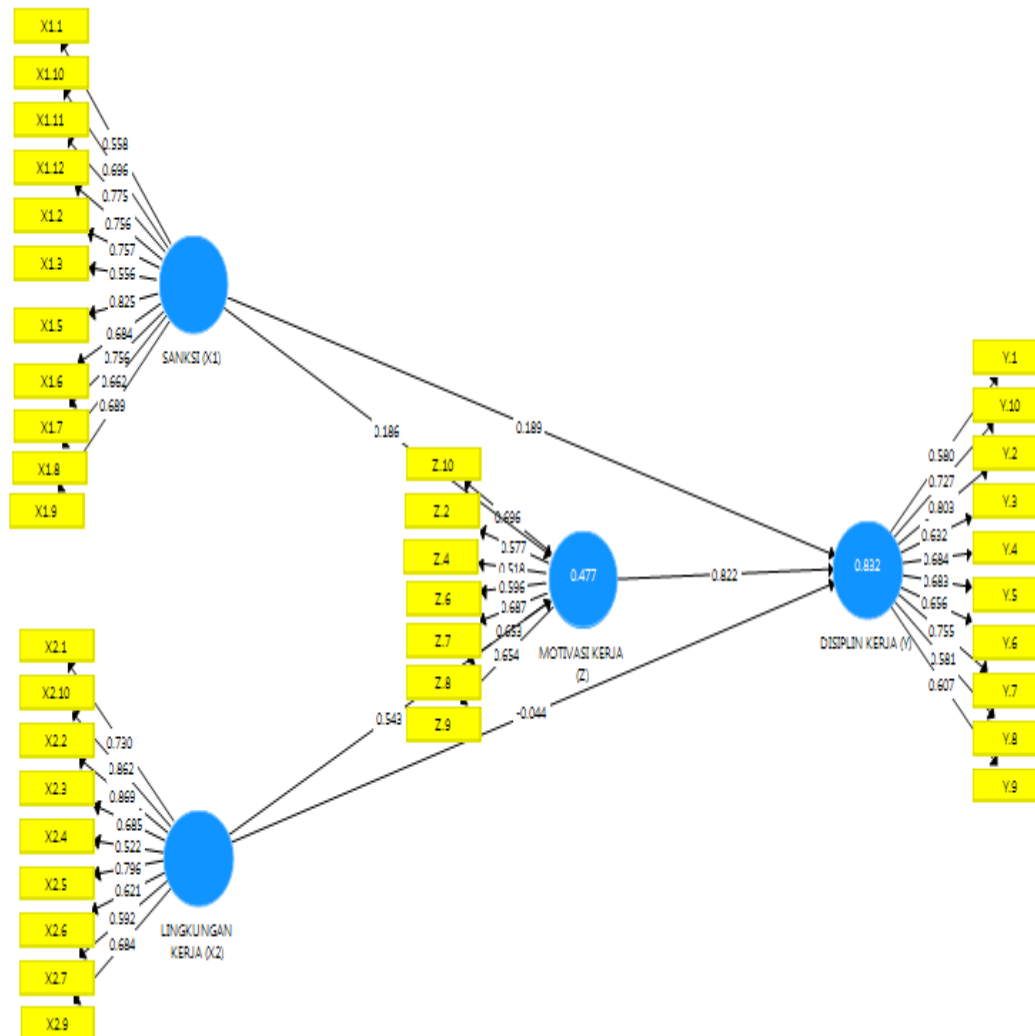 X1.1
X1.10
X1.11
X1.12
X1.2
X1.3
X1.5
X1.6
X1.7
X1.8
X1.9
0.558
0.696
0.775
0.756
0.757
0.556
0.825
0.684
0.756
0.662
0.689
SANKSI (X1)
0.186
0.189
Z.10
Z.2
Z.4
Z.6
Z.7
Z.8
Z.9
0.696
0.577
0.518
0.596
0.687
0.653
0.654
0.477
MOTIVASI KERJA
(Z)
0.822
0.832
DISIPLIN KERJA (Y)
Y.1
Y.10
Y.2
Y.3
Y.4
Y.5
Y.6
Y.7
Y.8
Y.9
0.580
0.727
0.803
0.632
0.684
0.683
0.656
0.755
0.581
0.607
X2.1
X2.10
X2.2
X2.3
X2.4
X2.5
X2.6
X2.7
X2.9
0.730
0.862
0.869
0.685
0.522
0.796
0.621
0.592
0.684
LINGKUNGAN
KERJA (X2)
0.543
-0.044